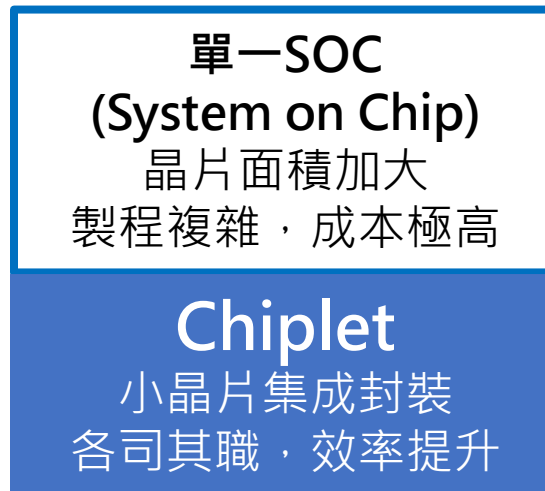 單一SOC
(System on Chip)
晶片面積加大
製程複雜，成本極高
Chiplet
小晶片集成封裝
各司其職，效率提升